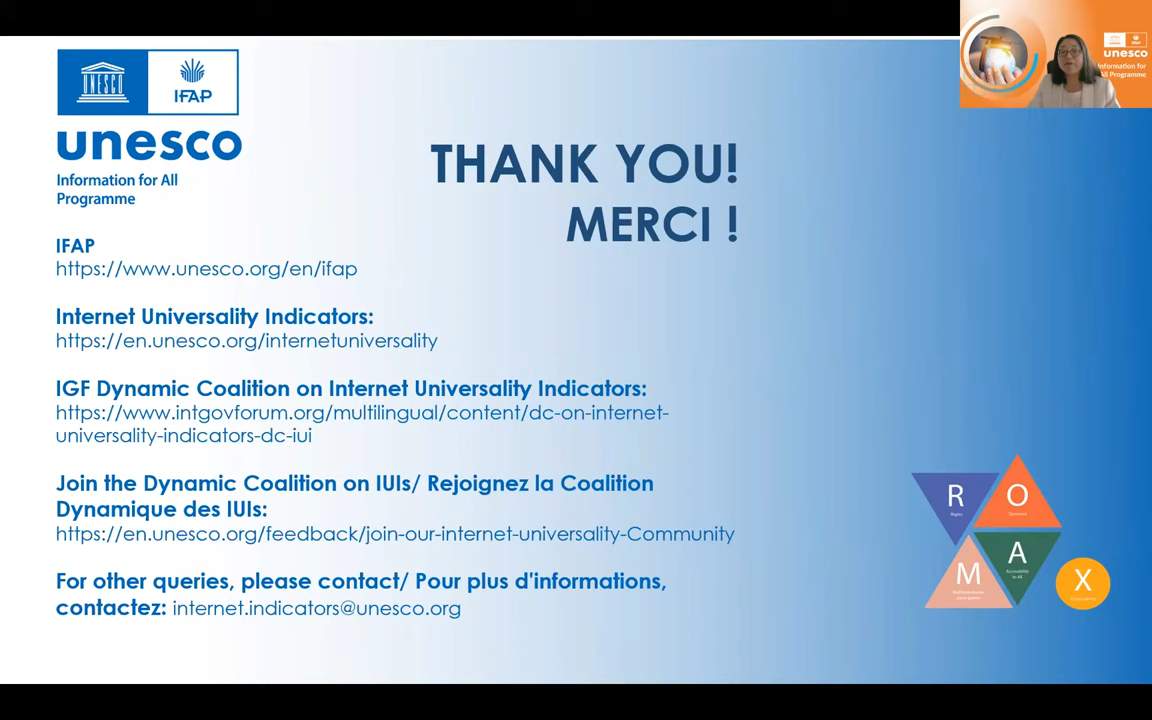 UNESCO
IFAP
unesco
Information for All
Programme
THANK YOU!
MERCI !
IFAP
https://www.unesco.org/en/ifap
Internet Universality Indicators:
https://en.unesco.org/internetuniversality
IGF Dynamic Coalition on Internet Universality Indicators:
https://www.intgovforum.org/multilingual/content/dc-on-internet-
universality-indicators-dc-iui
Join the Dynamic Coalition on IUIs/ Rejoignez la Coalition
Dynamique des IUIs:
https://en.unesco.org/feedback/join-our-internet-universality-Community
For other queries, please contact/ Pour plus d'informations,
contactez: internet.indicators@unesco.org
R
Rights
O
A
Accessibility
to All
M
X
unesco
Information for
All Programme